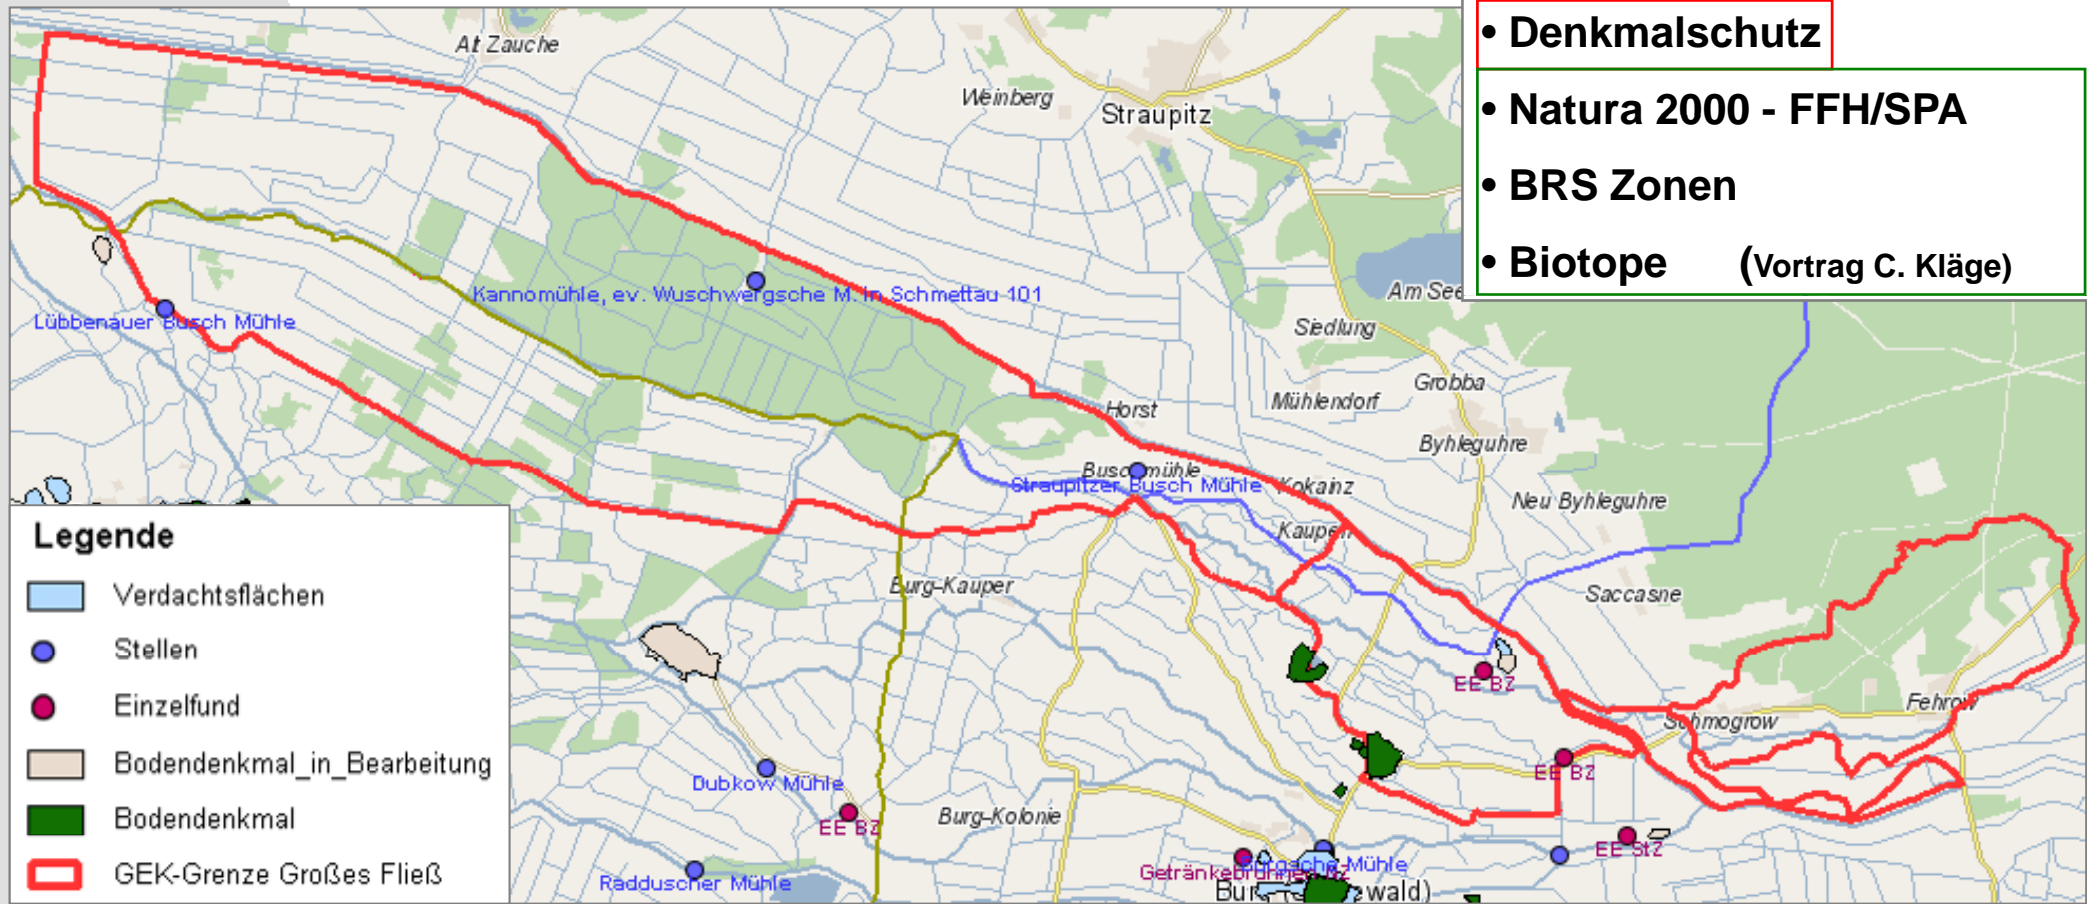 • Denkmalschutz
• Natura 2000 - FFH/SPA
• BRS Zonen
• Biotope (Vortrag C. Kläge)
Alt Zauche
Weinberg
Straupitz
Kannomühle, ev. Wuschwergsche M. in Schmettau 101
Am See
Lübbenauer Busch Mühle
Siedlung
Grobba
Mühlendorf
Horst
Byhleguhre
Buschmühle
Straupitzer Busch Mühle
Kokainz
Neu Byhleguhre
Kaupen
Burg-Kauper
Saccasne
EE BZ
Fehrow
Schmogrow
EE BZ
Dubkow Mühle
EE BZ
Burg-Kolonie
EE StZ
Radduscher Mühle
Legende
Verdachtsflächen
Stellen
Einzelfund
Bodendenkmal_in_Bearbeitung
Bodendenkmal
GEK-Grenze Großes Fließ